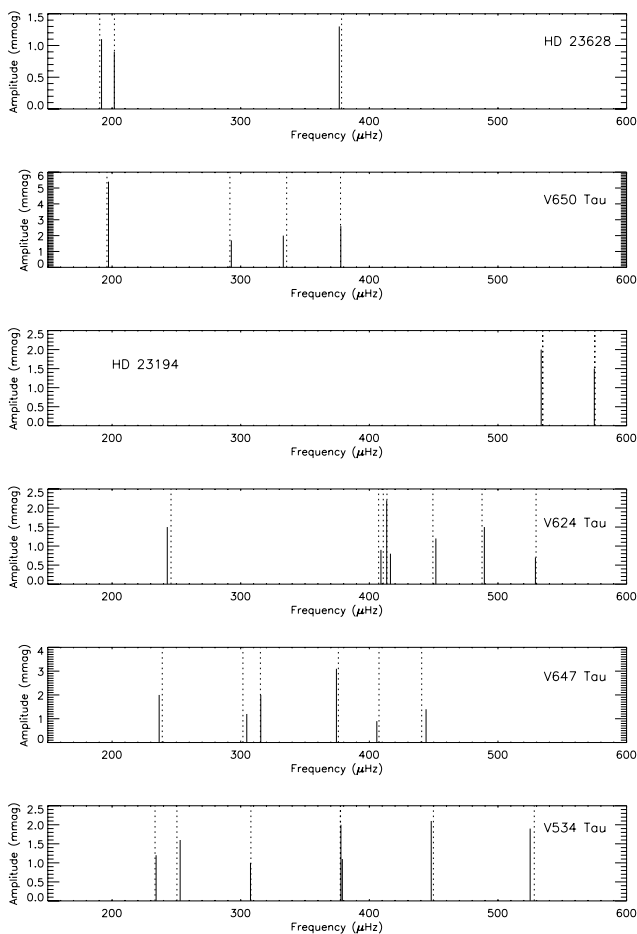 HD 23628
Amplitude (mmag)
1.5
1.0
0.5
0.0
200 300 400 500 600
Frequency (μHz)
V650 Tau
Amplitude (mmag)
6
5
4
3
2
1
0
200 300 400 500 600
Frequency (μHz)
HD 23194
Amplitude (mmag)
2.5
2.0
1.5
1.0
0.5
0.0
200 300 400 500 600
Frequency (μHz)
V624 Tau
Amplitude (mmag)
2.5
2.0
1.5
1.0
0.5
0.0
200 300 400 500 600
Frequency (μHz)
V647 Tau
Amplitude (mmag)
4
3
2
1
0
200 300 400 500 600
Frequency (μHz)
V534 Tau
Amplitude (mmag)
2.5
2.0
1.5
1.0
0.5
0.0
200 300 400 500 600
Frequency (μHz)